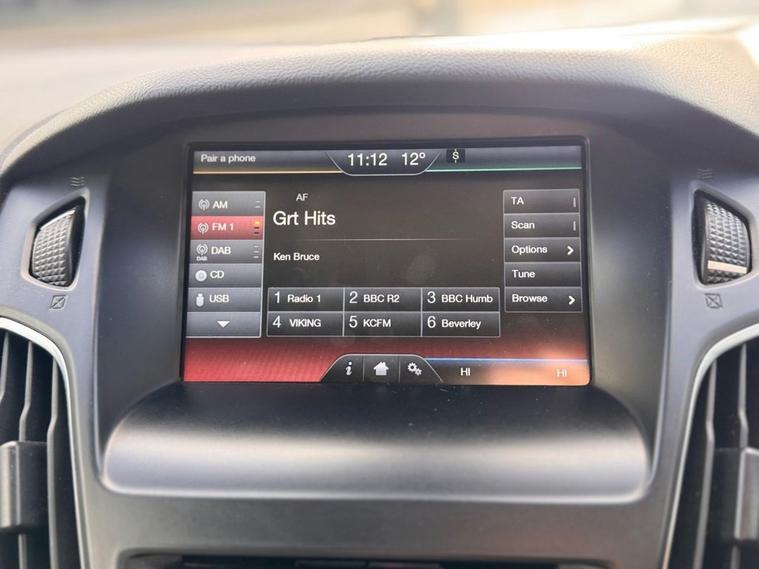 Pair a phone
11:12 12°
AM
FM 1
DAB
DAB
CD
USB
AF
Grt Hits
Ken Bruce
1 Radio 1
2 BBC R2
3 BBC Humb
4 VIKING
5 KCFM
6 Beverley
TA
Scan
Options
Tune
Browse
i
HI
HI